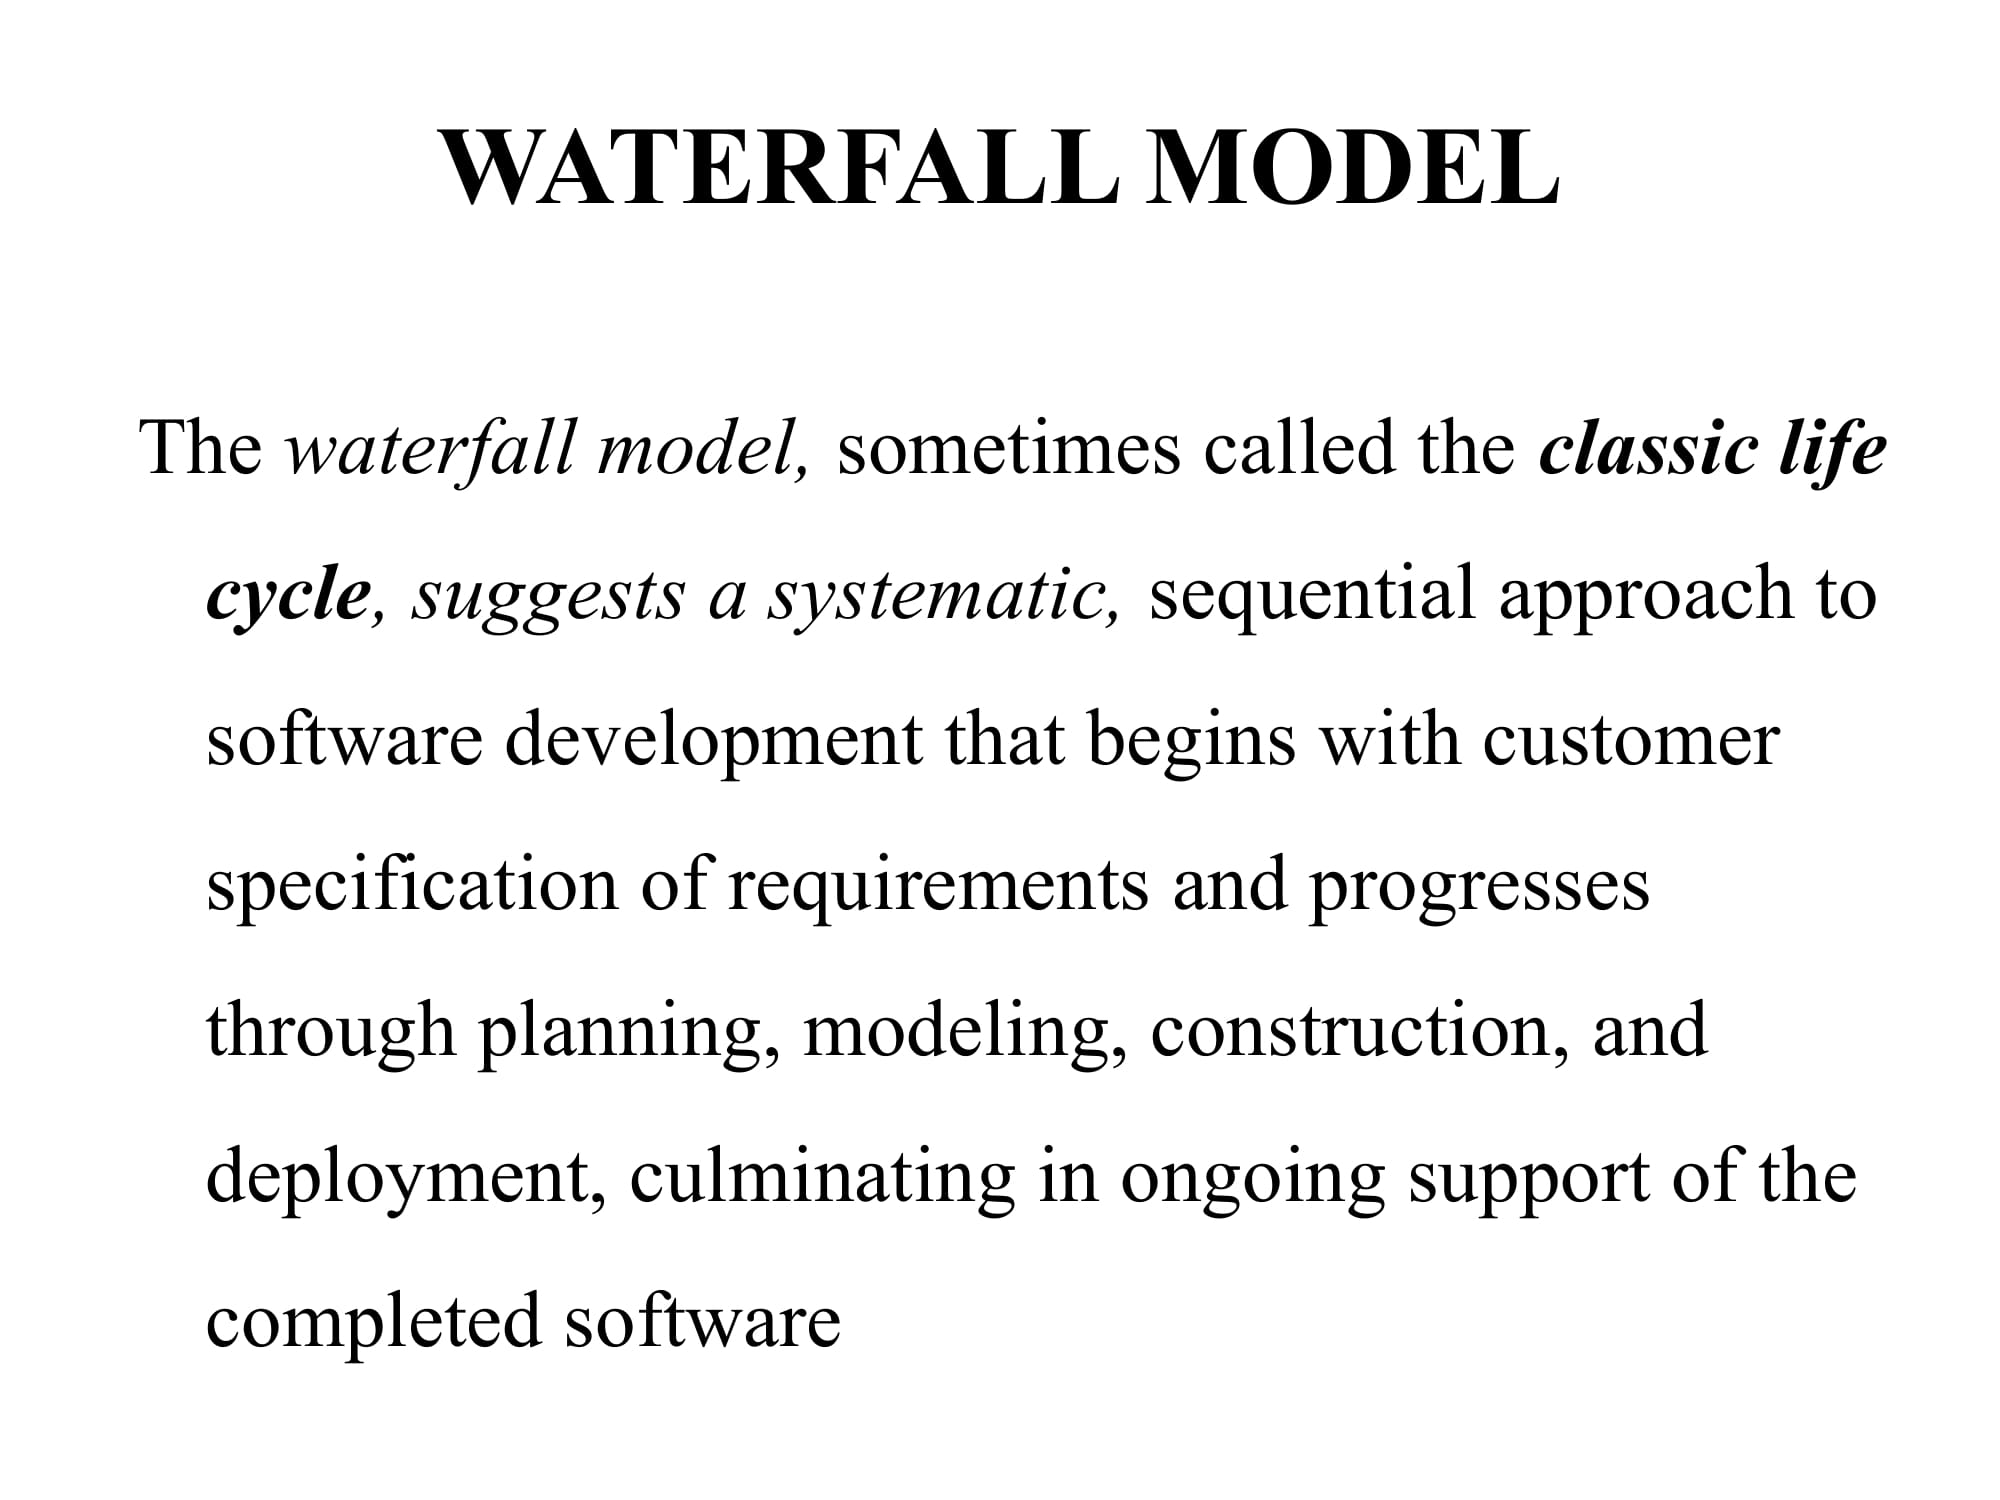 WATERFALL MODEL
The waterfall model, sometimes called the classic life
cycle, suggests a systematic, sequential approach to
software development that begins with customer
specification of requirements and progresses
through planning, modeling, construction, and
deployment, culminating in ongoing support of the
completed software